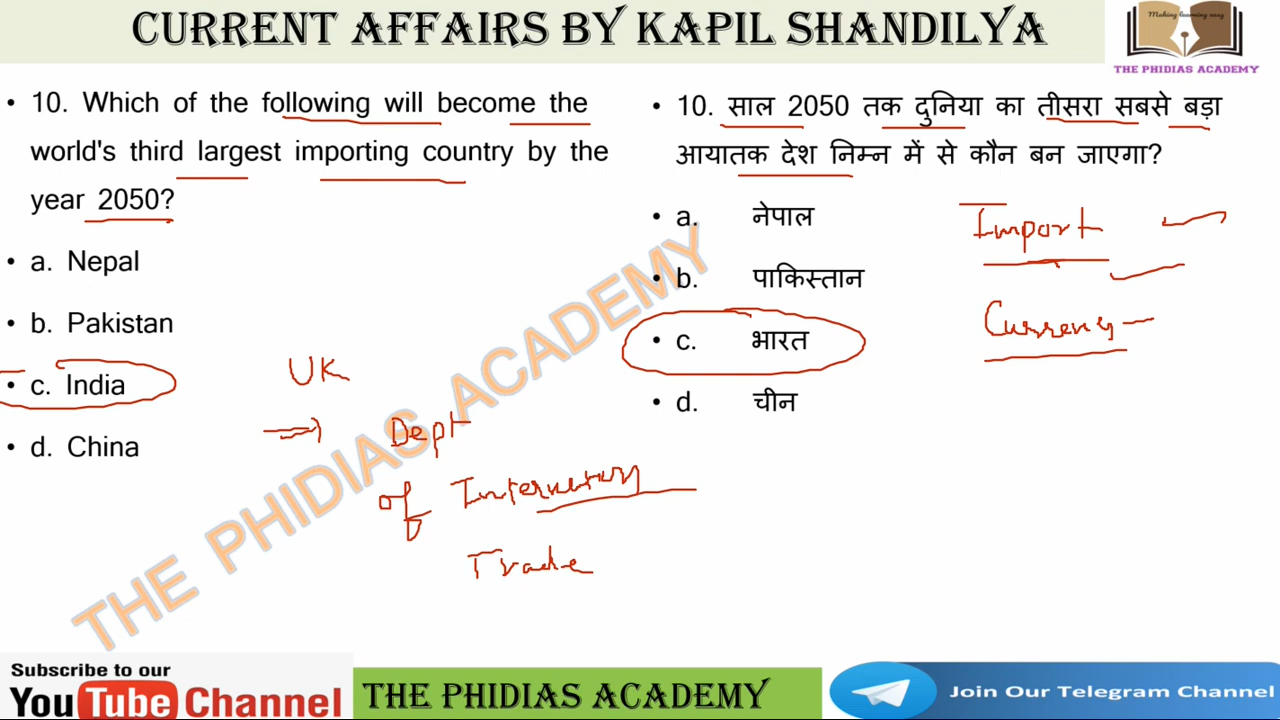 CURRENT AFFAIRS BY KAPIL SHANDILYA
Making learning easy
THE PHIDIAS ACADEMY
• 10. Which of the following will become the
world's third largest importing country by the
year 2050?
• a. Nepal
• b. Pakistan
• c. India
• d. China
• 10. साल 2050 तक दुनिया का तीसरा सबसे बड़ा
आयातक देश निम्न में से कौन बन जाएगा?
• a. नेपाल
• b. पाकिस्तान
• c. भारत
• d. चीन
Import
Currency
UK
Dept
of
Trade
THE PHIDIAS ACADEMY
Subscribe to our
YouTube Channel
THE PHIDIAS ACADEMY
Join Our Telegram Channel